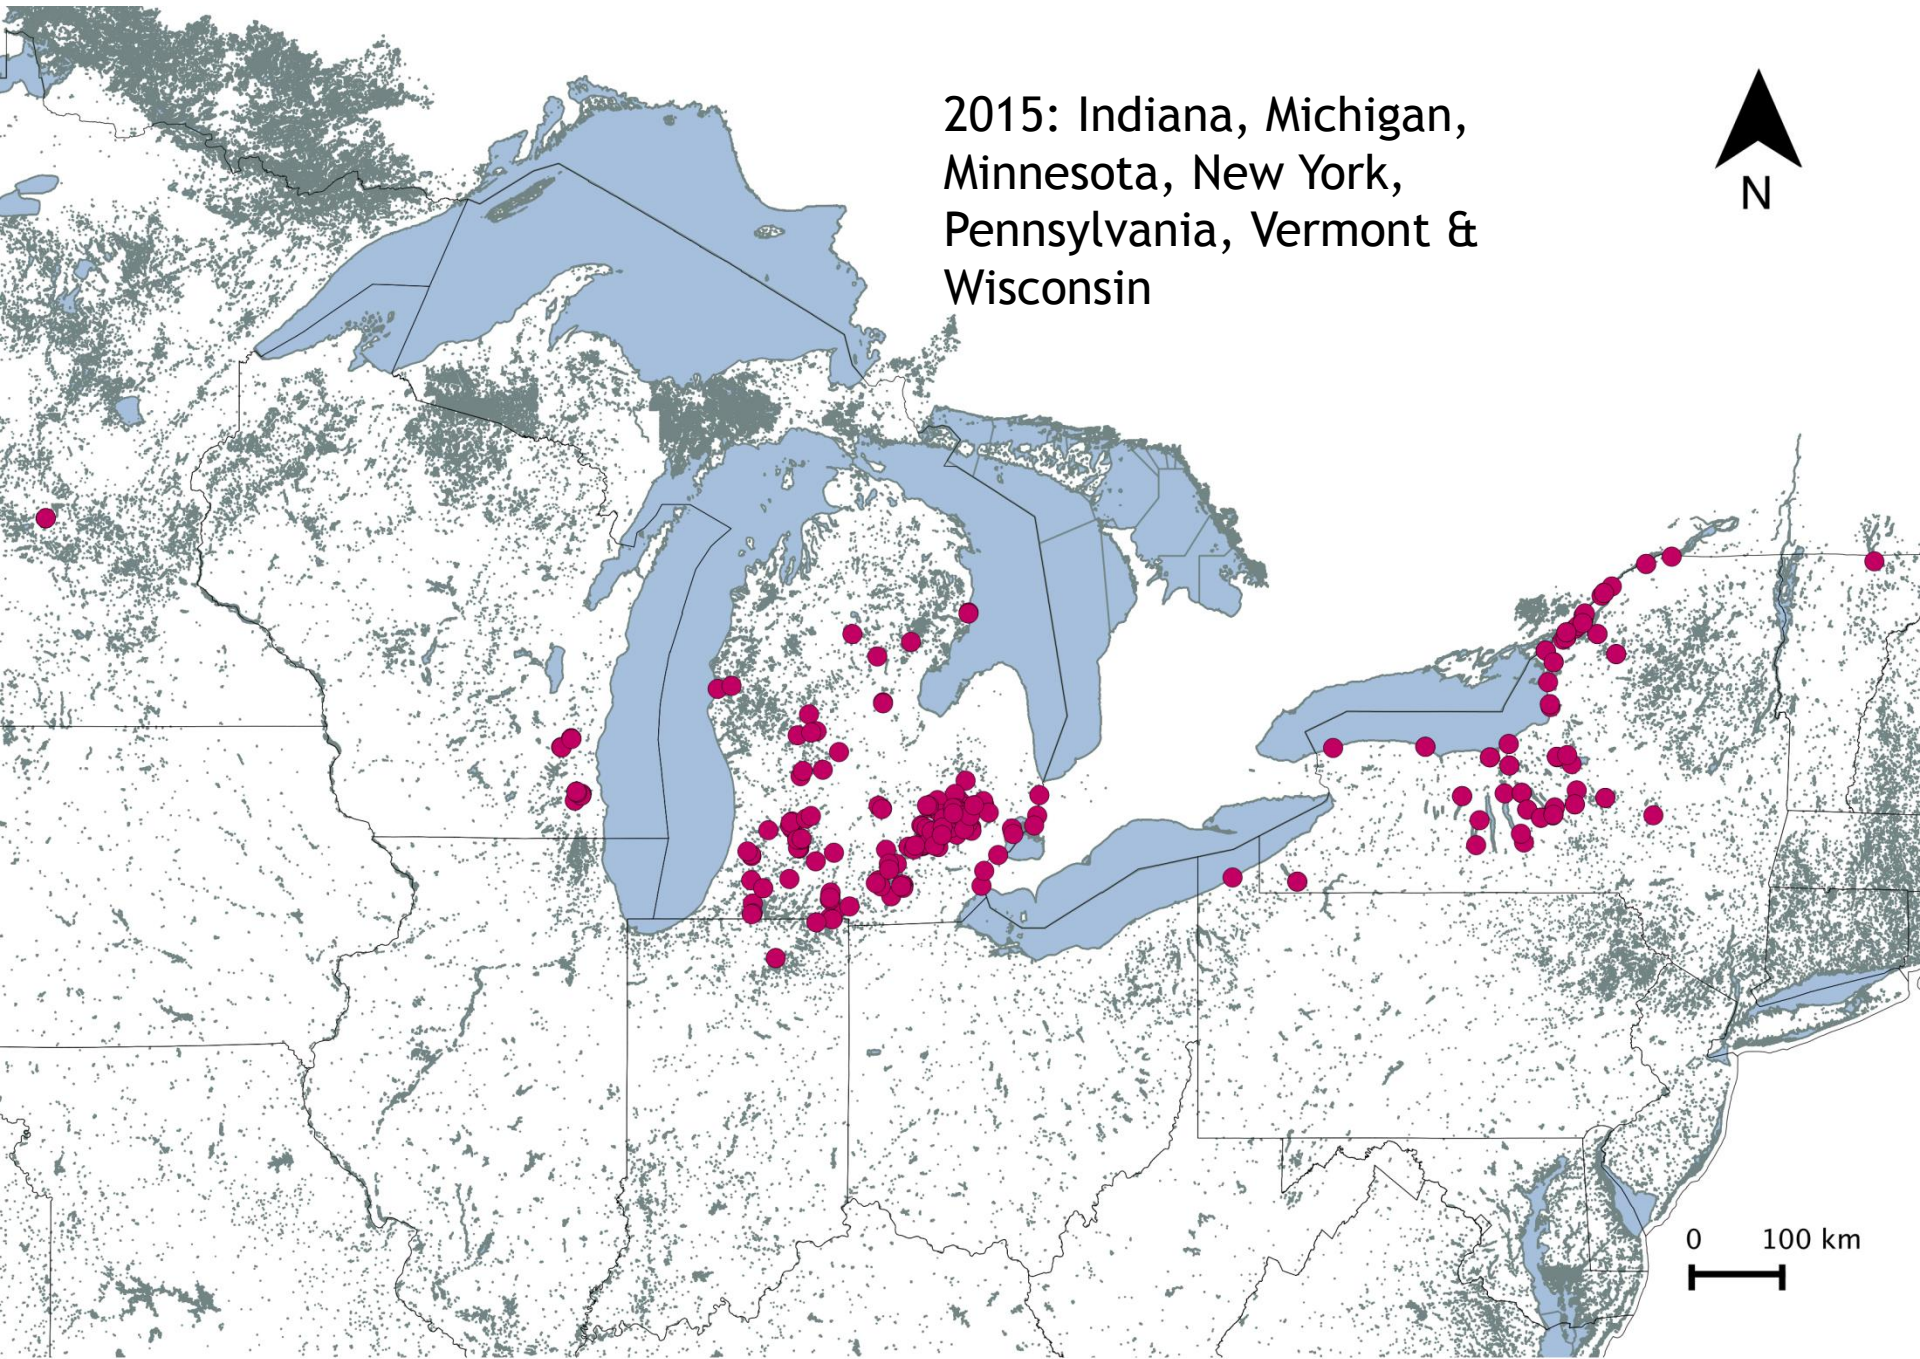 2015: Indiana, Michigan,
Minnesota, New York,
Pennsylvania, Vermont &
Wisconsin
N
0 100 km